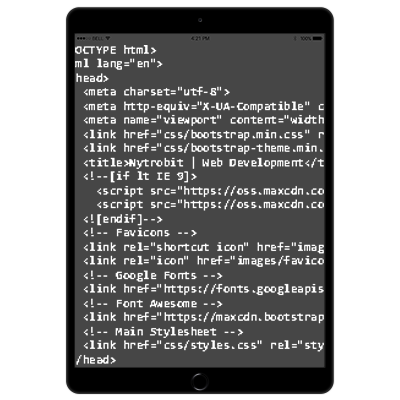 OCTYPE html>
ml lang="en">
head>
<meta charset="utf-8">
<meta http-equiv="X-UA-Compatible" c
<meta name="viewport" content="width
<link href="css/bootstrap.min.css" r
<link href="css/bootstrap-theme.min.
<title>Nytrobit | Web Development</t
<!--[if lt IE 9]>
<script src="https://oss.maxcdn.co
<script src="https://oss.maxcdn.co
<![endif]-->
<!-- Favicons -->
<link rel="shortcut icon" href="imag
<link rel="icon" href="images/favico
<!-- Google Fonts -->
<link href="https://fonts.googleapis
<!-- Font Awesome -->
<link href="https://maxcdn.bootstrap
<!-- Main Stylesheet -->
<link href="css/styles.css" rel="sty
/head>